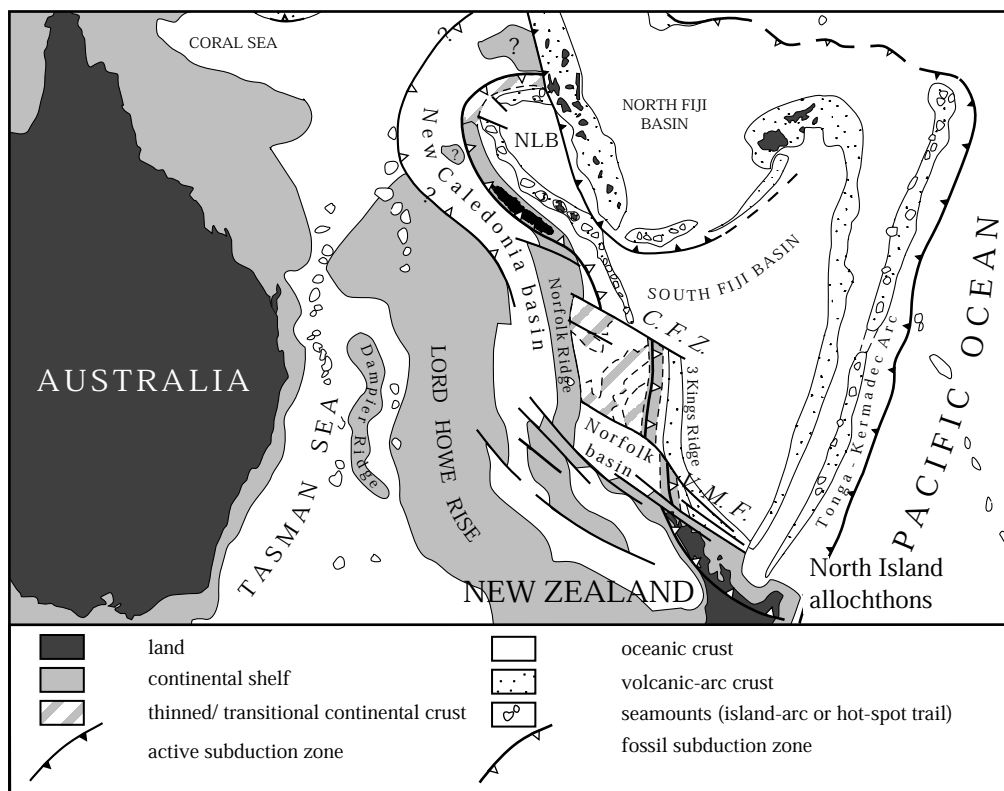 CORAL SEA
?
?
NORTH FIJI
BASIN
NLB
?
?
New Caledonia basin
SOUTH FIJI BASIN
Norfolk Ridge
C. F. Z.
AUSTRALIA
TASMAN SEA
Dampier Ridge
LORD HOWE RISE
3 Kings Ridge
Norfolk
basin
V. M. F.
Tonga - Kermadec Arc
PACIFIC OCEAN
NEW ZEALAND
North Island
allochthons
land
continental shelf
thinned/ transitional continental crust
active subduction zone
oceanic crust
volcanic-arc crust
seamounts (island-arc or hot-spot trail)
fossil subduction zone